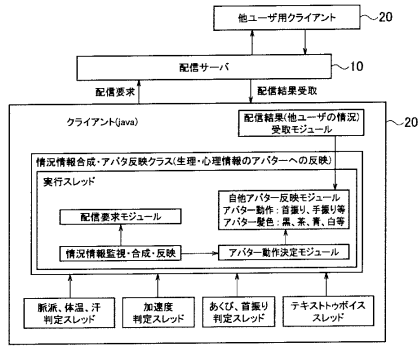 他ユーザ用クライアント
20
配信サーバ
10
配信要求
配信結果受取
クライアント(java)
配信結果(他ユーザの情況)
受取モジュール
20
情況情報合成・アバタ反映クラス(生理・心理情報のアバターへの反映)
実行スレッド
自他アバター反映モジュール
アバター動作：首振り、手振り等
アバター髪色：黒、茶、青、白等
配信要求モジュール
情況情報監視・合成・反映
アバター動作決定モジュール
脈派、体温、汗
判定スレッド
加速度
判定スレッド
あくび、首振り
判定スレッド
テキストトゥボイス
スレッド